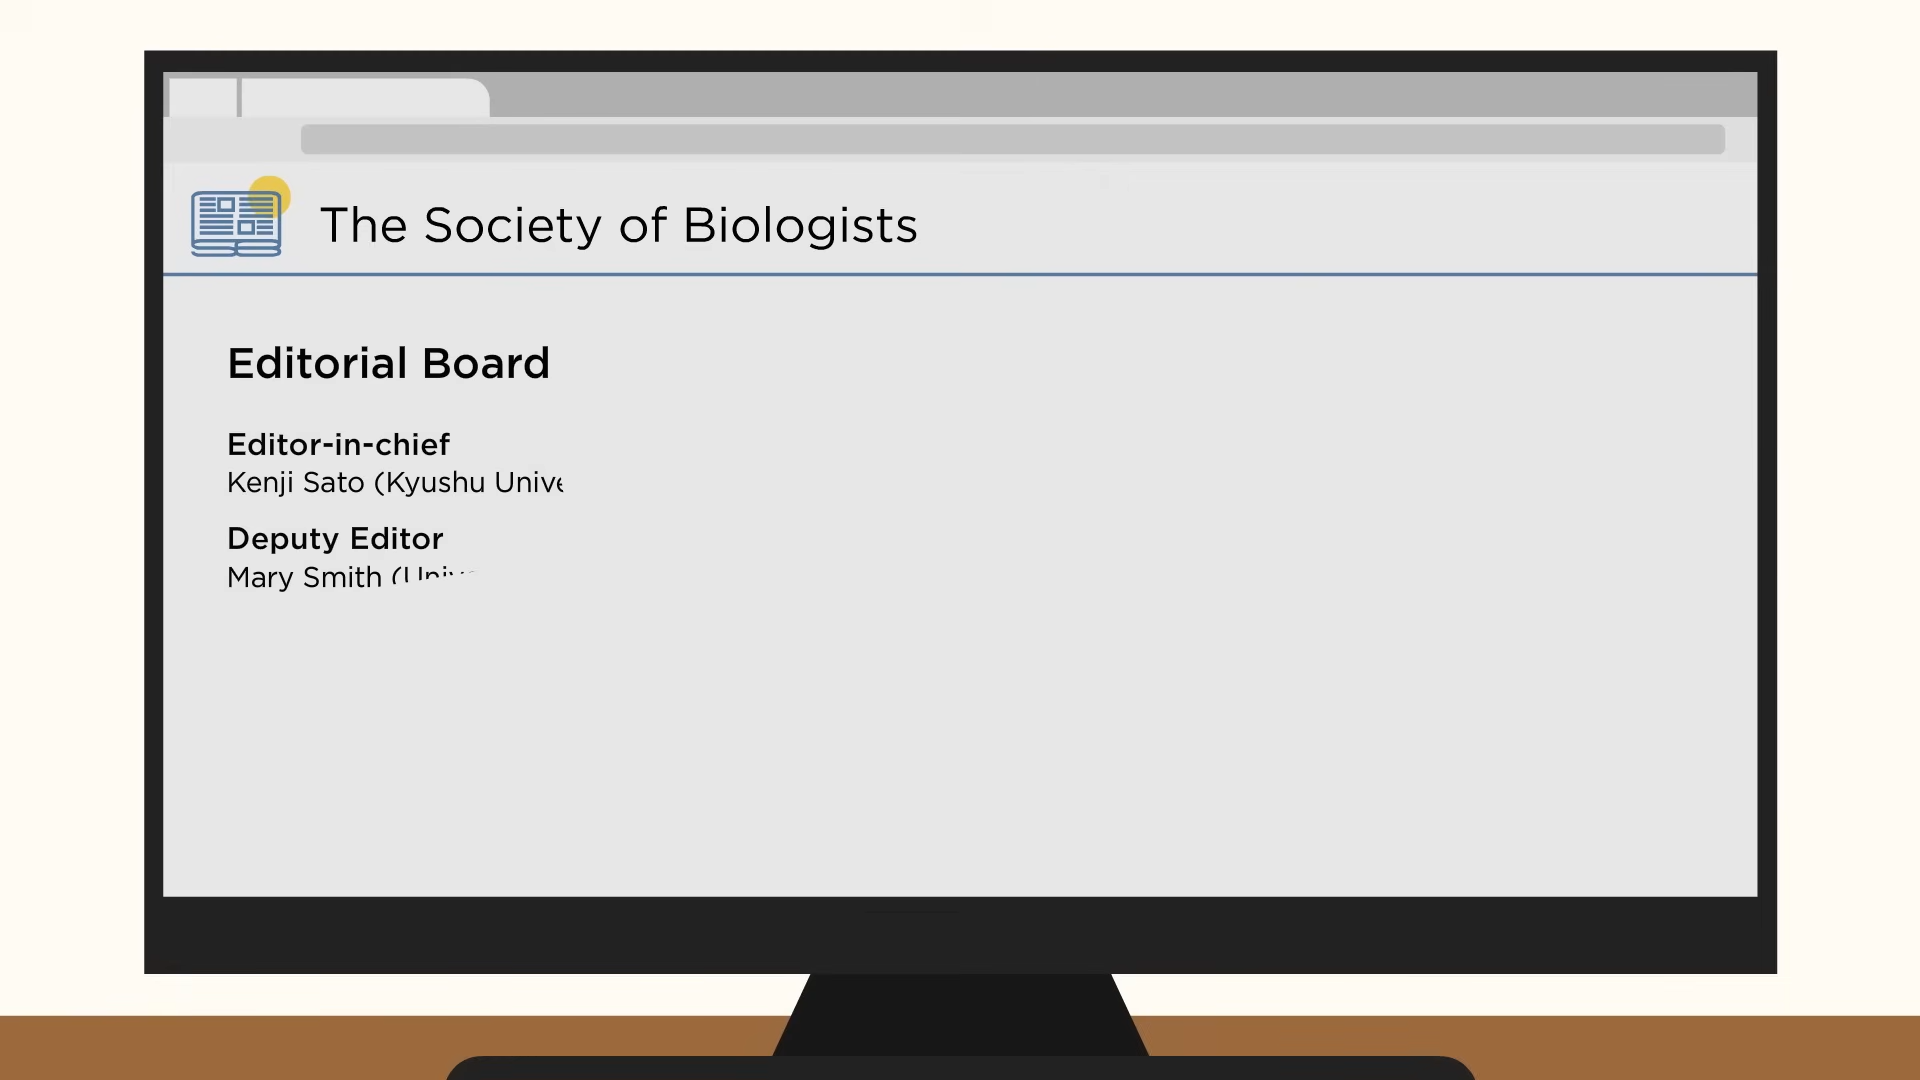 The Society of Biologists
Editorial Board
Editor-in-chief
Kenji Sato (Kyushu
Deputy Editor
Mary Smith